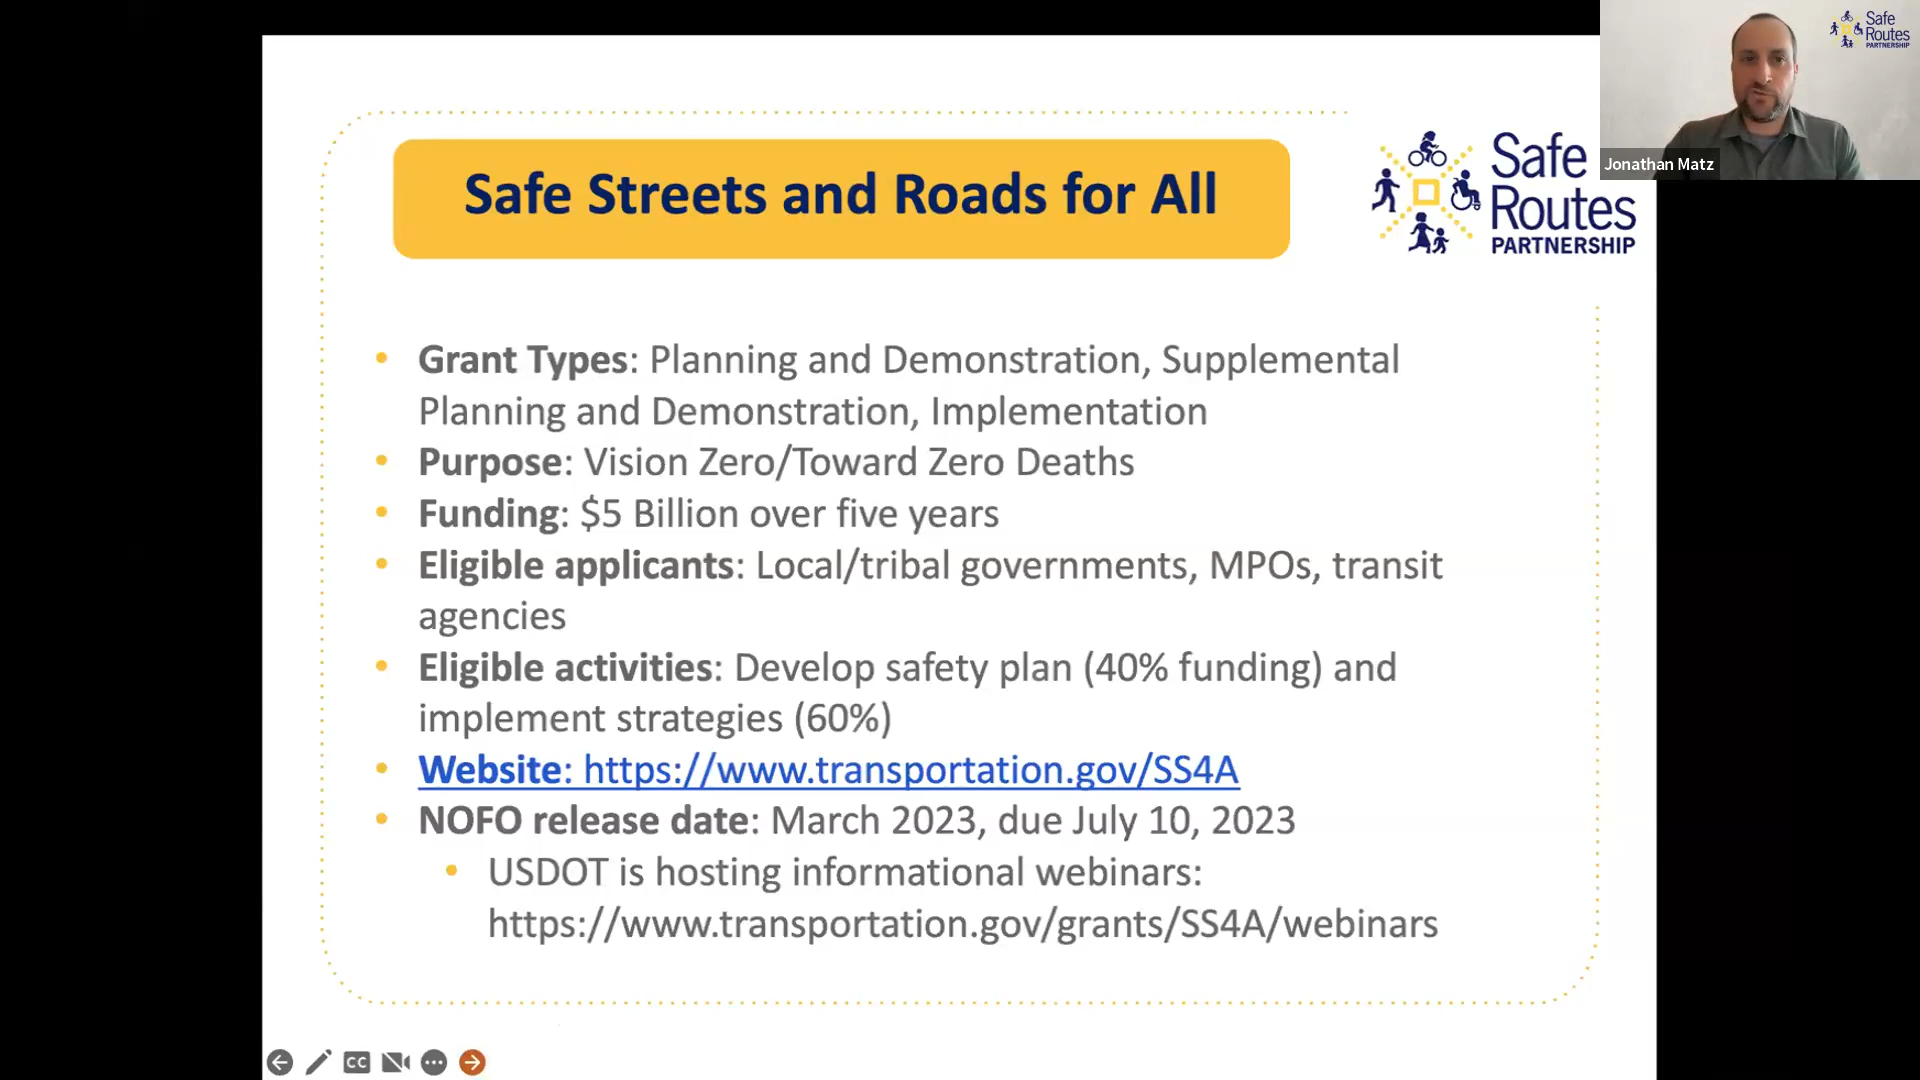 Safe
Routes
PARTNERSHIP
Jonathan Matz
Safe Streets and Roads for All
Safe
Routes
PARTNERSHIP
• Grant Types: Planning and Demonstration, Supplemental
Planning and Demonstration, Implementation
• Purpose: Vision Zero/Toward Zero Deaths
• Funding: $5 Billion over five years
• Eligible applicants: Local/tribal governments, MPOs, transit
agencies
• Eligible activities: Develop safety plan (40% funding) and
implement strategies (60%)
• Website: https://www.transportation.gov/SS4A
• NOFO release date: March 2023, due July 10, 2023
• USDOT is hosting informational webinars:
https://www.transportation.gov/grants/SS4A/webinars
CC